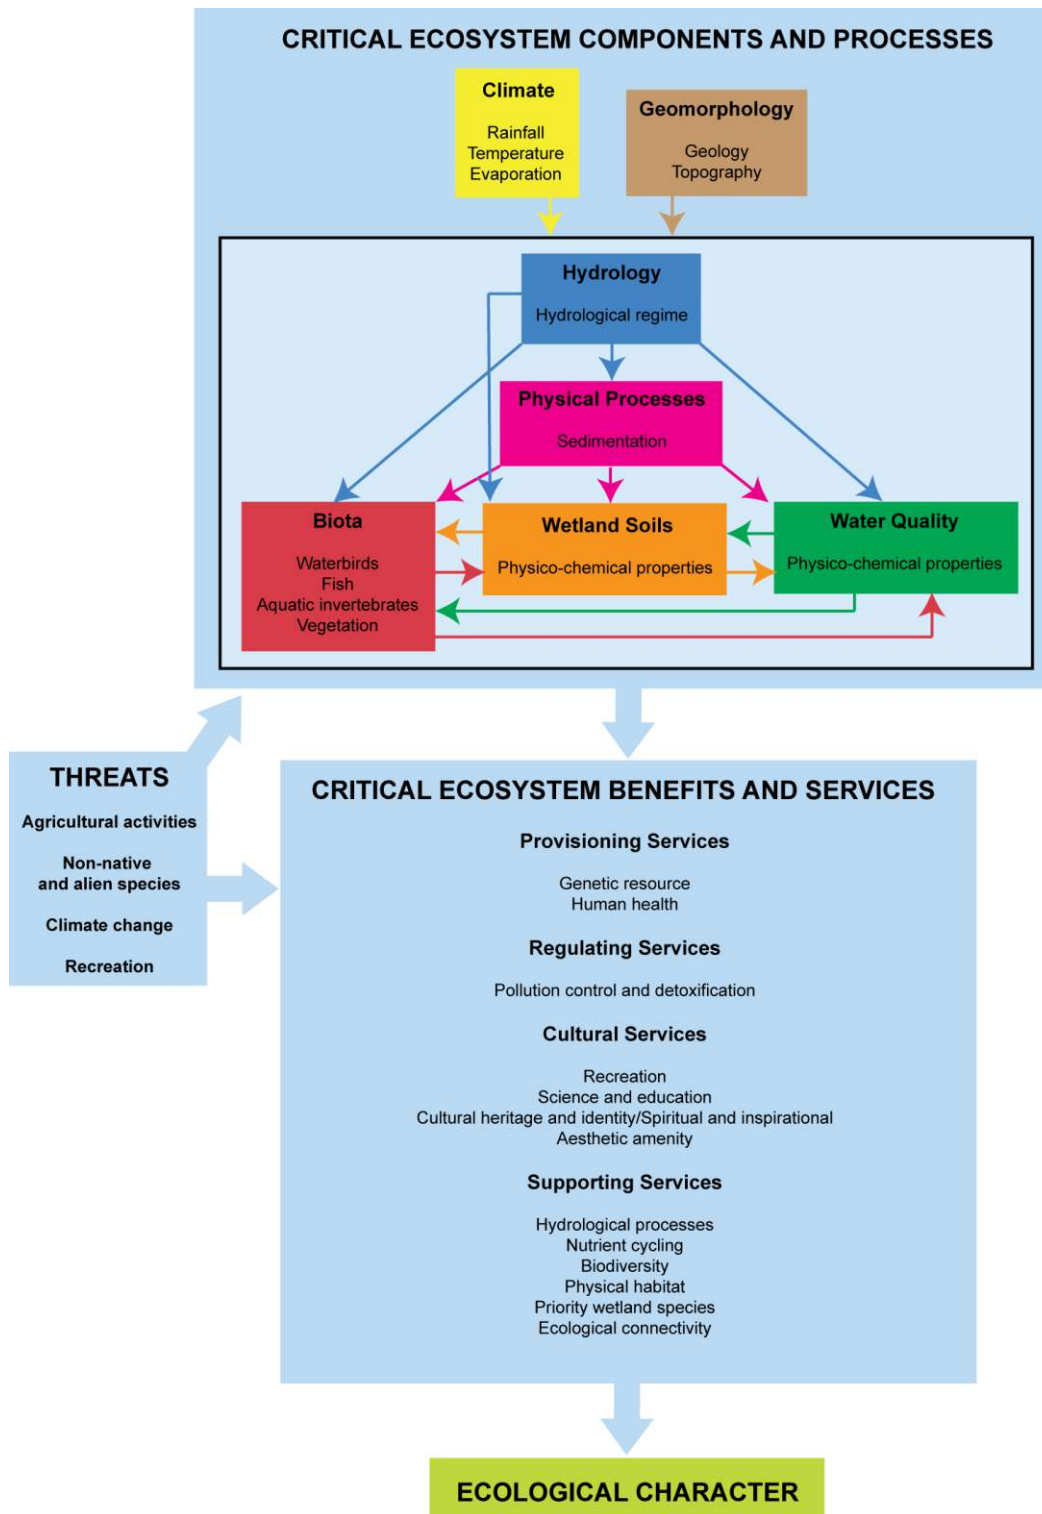 CRITICAL ECOSYSTEM COMPONENTS AND PROCESSES
Climate
Rainfall
Temperature
Evaporation
Geomorphology
Geology
Topography
Hydrology
Hydrological regime
Physical Processes
Sedimentation
Biota
Waterbirds
Fish
Aquatic invertebrates
Vegetation
Wetland Soils
Physico-chemical properties
Water Quality
Physico-chemical properties
THREATS
Agricultural activities
Non-native
and alien species
Climate change
Recreation
CRITICAL ECOSYSTEM BENEFITS AND SERVICES
Provisioning Services
Genetic resource
Human health
Regulating Services
Pollution control and detoxification
Cultural Services
Recreation
Science and education
Cultural heritage and identity/Spiritual and inspirational
Aesthetic amenity
Supporting Services
Hydrological processes
Nutrient cycling
Biodiversity
Physical habitat
Priority wetland species
Ecological connectivity
ECOLOGICAL CHARACTER